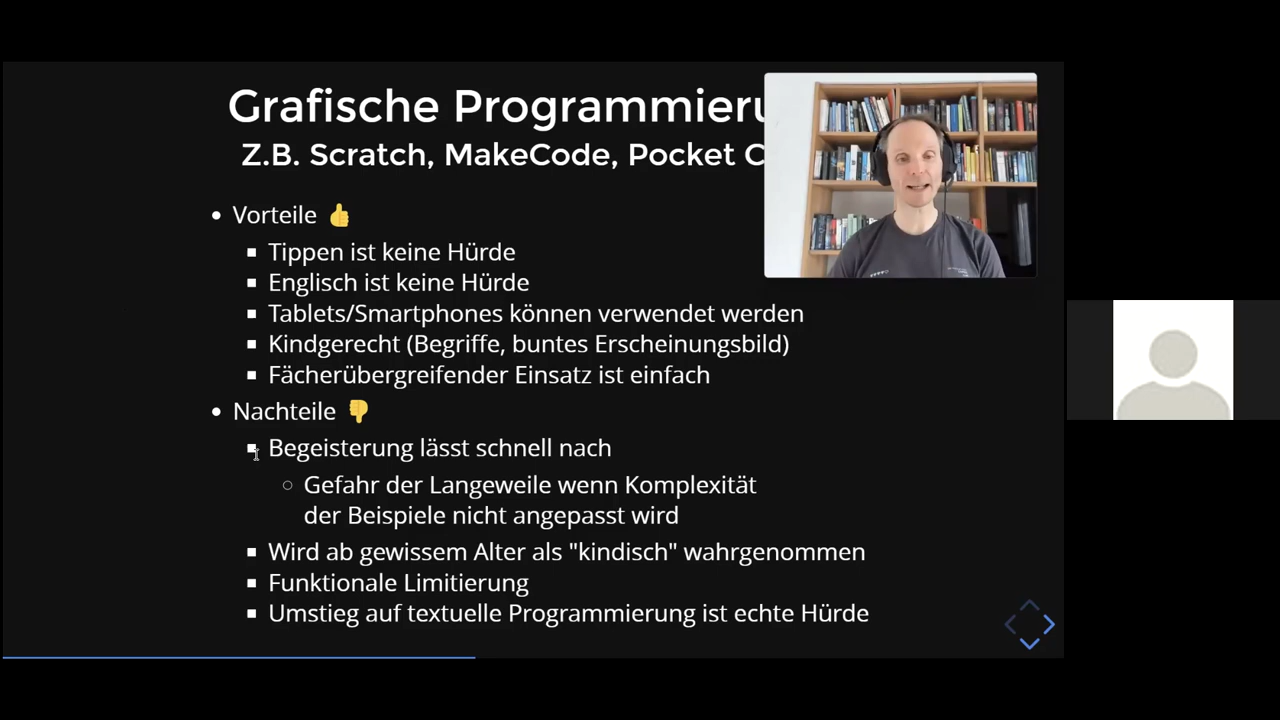 Grafische Programmieru
Z.B. Scratch, MakeCode, Pocket C
Vorteile 👍
Tippen ist keine Hürde
Englisch ist keine Hürde
Tablets/Smartphones können verwendet werden
Kindgerecht (Begriffe, buntes Erscheinungsbild)
Fächerübergreifender Einsatz ist einfach
Nachteile 👎
Begeisterung lässt schnell nach
Gefahr der Langeweile wenn Komplexität
der Beispiele nicht angepasst wird
Wird ab gewissem Alter als "kindisch" wahrgenommen
Funktionale Limitierung
Umstieg auf textuelle Programmierung ist echte Hürde